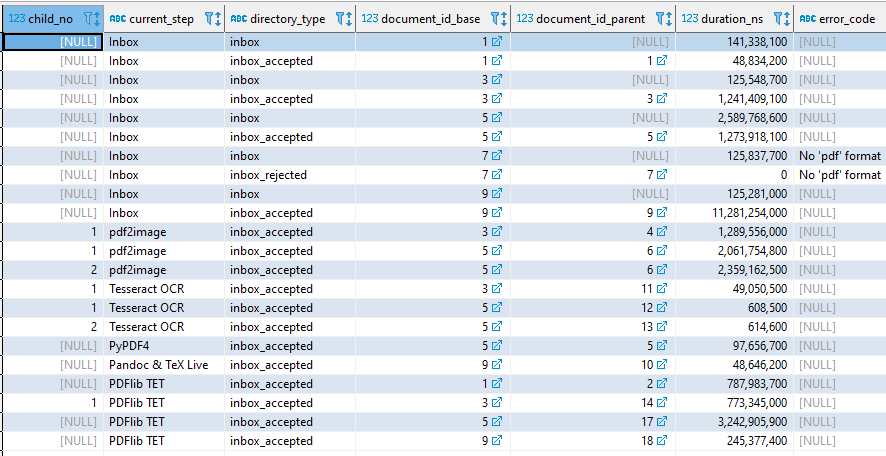 123 child_no ABC current_step ABC directory_type 123 document_id_base 123 document_id_parent 123 duration_ns ABC error_code
[NULL] Inbox inbox 1 [NULL] 141,338,100 [NULL]
[NULL] Inbox inbox_accepted 1 1 48,834,200 [NULL]
[NULL] Inbox inbox 3 [NULL] 125,548,700 [NULL]
[NULL] Inbox inbox_accepted 3 3 1,241,409,100 [NULL]
[NULL] Inbox inbox 5 [NULL] 2,589,768,600 [NULL]
[NULL] Inbox inbox_accepted 5 5 1,273,918,100 [NULL]
[NULL] Inbox inbox 7 [NULL] 125,837,700 No 'pdf' format
[NULL] Inbox inbox_rejected 7 7 0 No 'pdf' format
[NULL] Inbox inbox 9 [NULL] 125,281,000 [NULL]
[NULL] Inbox inbox_accepted 9 9 11,281,254,000 [NULL]
1 pdf2image inbox_accepted 3 4 1,289,556,000 [NULL]
1 pdf2image inbox_accepted 5 6 2,061,754,800 [NULL]
2 pdf2image inbox_accepted 5 6 2,359,162,500 [NULL]
1 Tesseract OCR inbox_accepted 3 11 49,050,500 [NULL]
1 Tesseract OCR inbox_accepted 5 12 608,500 [NULL]
2 Tesseract OCR inbox_accepted 5 13 614,600 [NULL]
[NULL] PyPDF4 inbox_accepted 5 5 97,656,700 [NULL]
[NULL] Pandoc & TeX Live inbox_accepted 9 10 48,646,200 [NULL]
[NULL] PDFlib TET inbox_accepted 1 2 787,983,700 [NULL]
1 PDFlib TET inbox_accepted 3 14 773,345,000 [NULL]
[NULL] PDFlib TET inbox_accepted 5 17 3,242,905,900 [NULL]
[NULL] PDFlib TET inbox_accepted 9 18 245,377,400 [NULL]